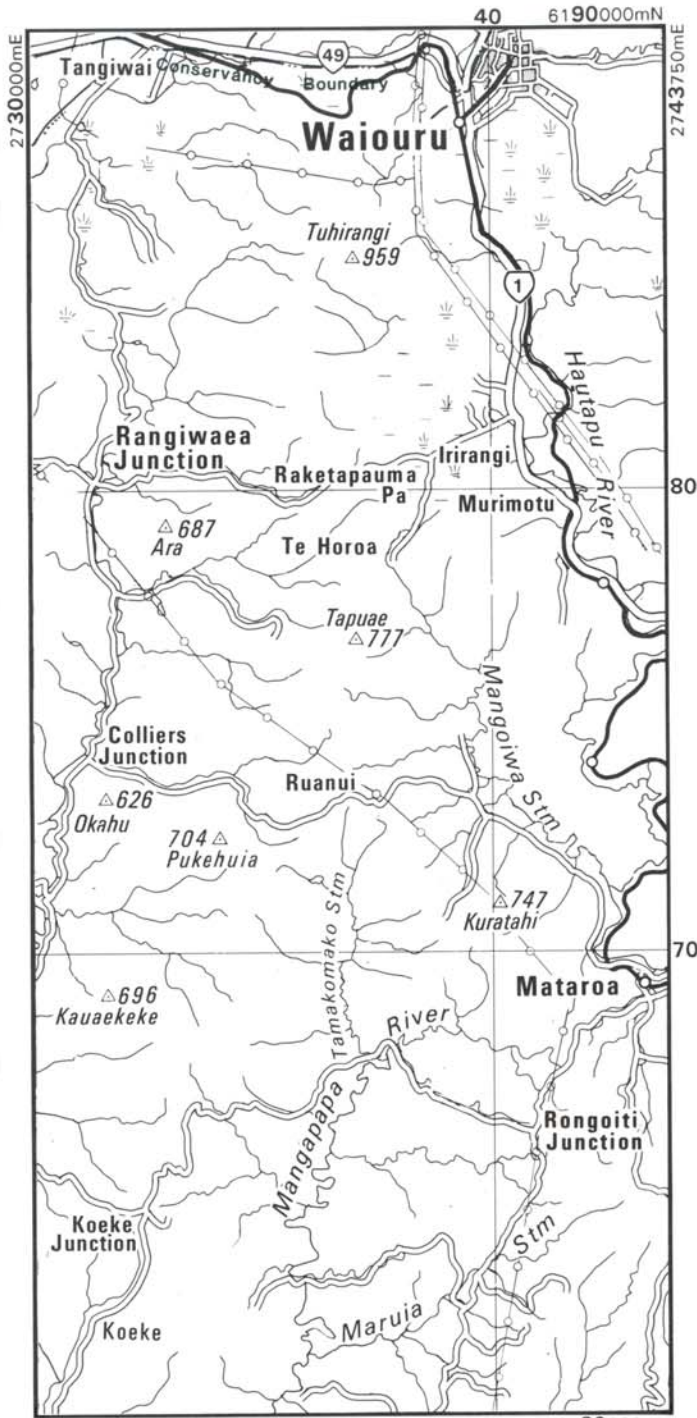 40
6190000mN
2730000mE
2743750mE
49
Tangiwai
Conservancy Boundary
Waiouru
Tuhirangi
959
1
Hautapu River
Rangiwaea
Junction
Irirangi
Raketapauma
Pa
80
Murimotu
687
Ara
Te Horoa
Tapuae
777
Mangoiwa Stm
Colliers
Junction
Ruanui
626
Okahu
704
Pukehuia
747
Kuratahi
Tamakomako Stm
70
Mataroa
696
Kauaekeke
Mangapapa River
Rongoiti
Junction
Koeke
Junction
Maruia Stm
Koeke